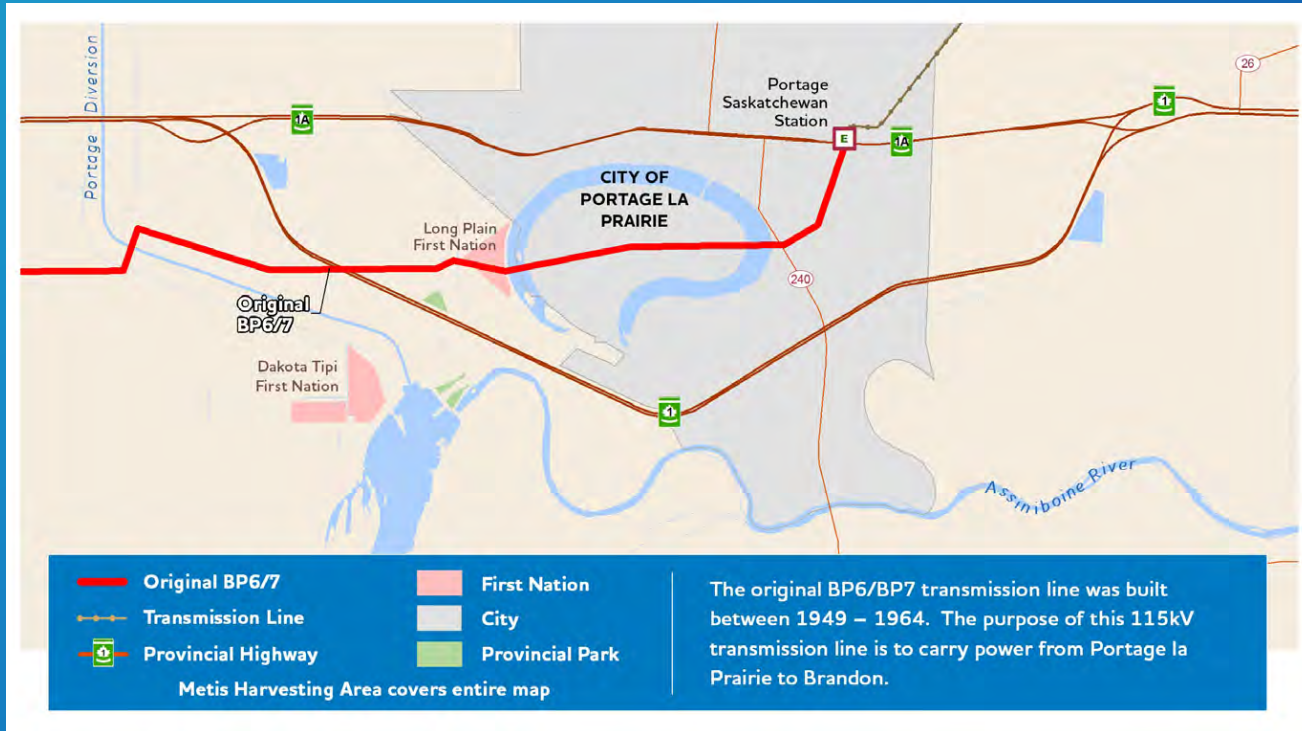 Portage Diversion
1A
Portage
Saskatchewan
Station
E
1A
1
26
CITY OF
PORTAGE LA
PRAIRIE
Long Plain
First Nation
240
Original
BP6/7
Dakota Tipi
First Nation
1
Assiniboine River
Original BP6/7
Transmission Line
1
Provincial Highway
Metis Harvesting Area covers entire map
First Nation
City
Provincial Park
The original BP6/BP7 transmission line was built
between 1949 – 1964. The purpose of this 115kV
transmission line is to carry power from Portage la
Prairie to Brandon.